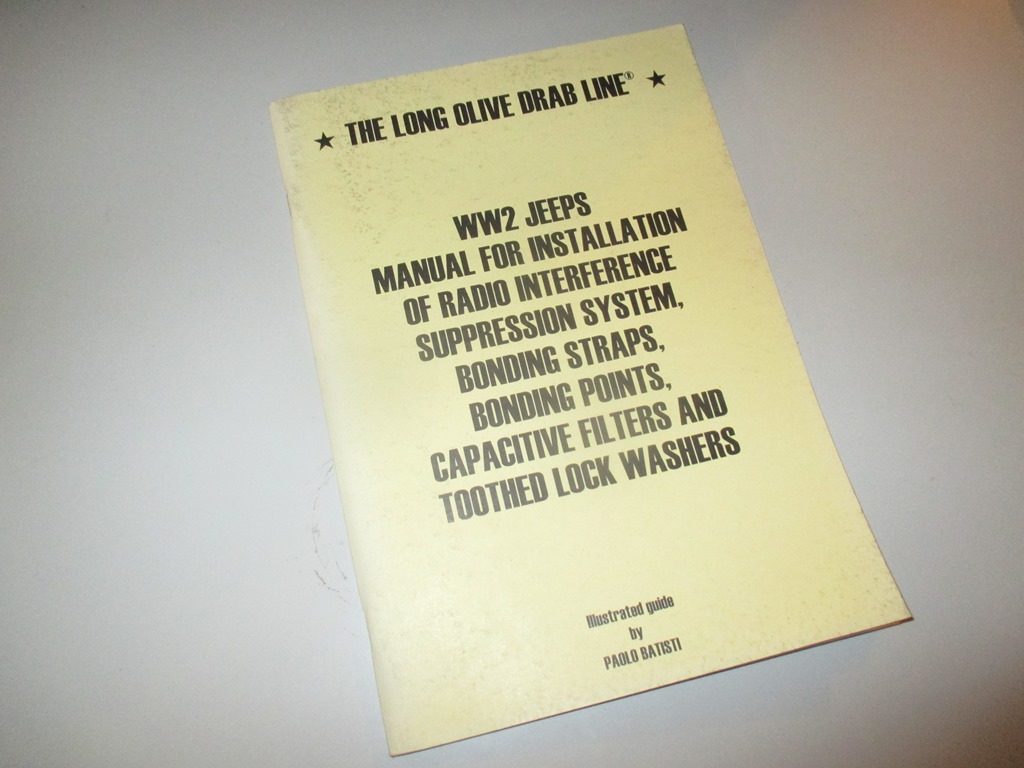 ★ THE LONG OLIVE DRAB LINE® ★
WW2 JEEPS
MANUAL FOR INSTALLATION
OF RADIO INTERFERENCE
SUPPRESSION SYSTEM,
BONDING STRAPS,
BONDING POINTS,
CAPACITIVE FILTERS AND
TOOTHED LOCK WASHERS
Illustrated guide
by
PAOLO BATISTI